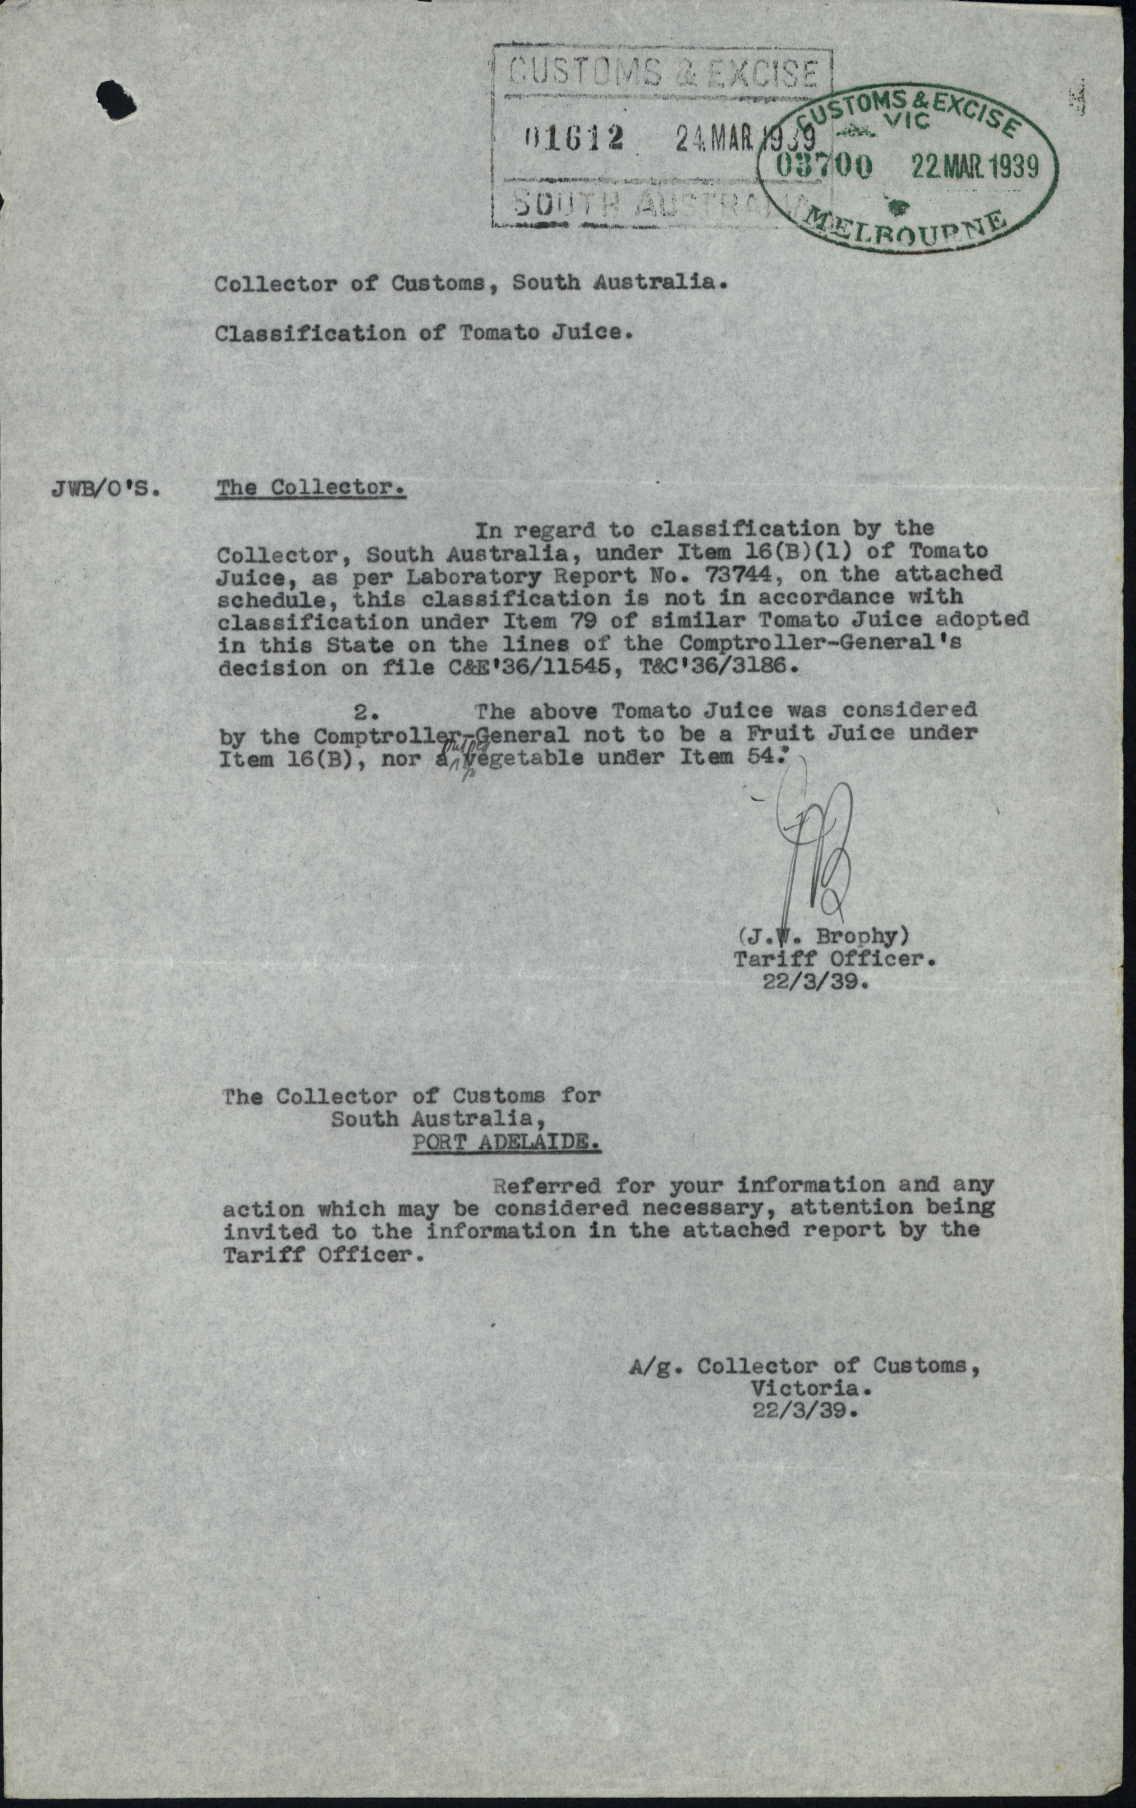 CUSTOMS & EXCISE
01612 24 MAR 1939
SOUTH AUSTRALIA
CUSTOMS & EXCISE
VIC
03700 22 MAR 1939
MELBOURNE
Collector of Customs, South Australia.
Classification of Tomato Juice.
JWB/O'S. The Collector.
In regard to classification by the
Collector, South Australia, under Item 16(B)(1) of Tomato
Juice, as per Laboratory Report No. 73744, on the attached
schedule, this classification is not in accordance with
classification under Item 79 of similar Tomato Juice adopted
in this State on the lines of the Comptroller-General's
decision on file C&E'36/11545, T&C'36/3186.
2. The above Tomato Juice was considered
by the Comptroller-General not to be a Fruit Juice under
pulped
Item 16(B), nor a vegetable under Item 54.
JWB
(J.W. Brophy)
Tariff Officer.
22/3/39.
The Collector of Customs for
South Australia,
PORT ADELAIDE.
Referred for your information and any
action which may be considered necessary, attention being
invited to the information in the attached report by the
Tariff Officer.
A/g. Collector of Customs,
Victoria.
22/3/39.